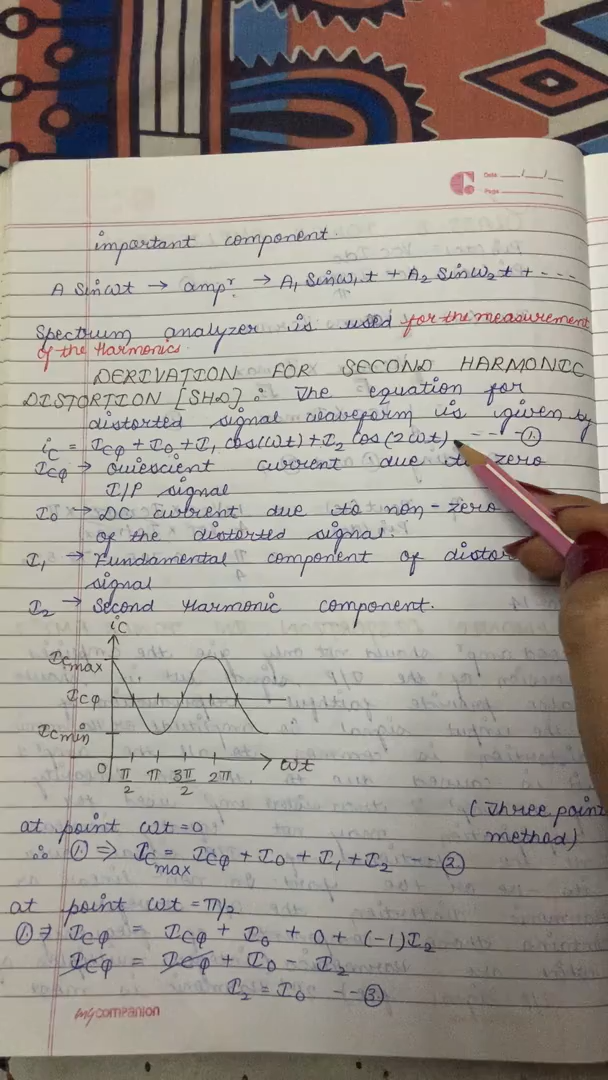 Date __/__/__
Page
important component.
A sinωt → ampr. → A1 sinω1t + A2 sinω2t + ---
Spectrum analyzer is used for the measurement
of the Harmonics.
DERIVATION FOR SECOND HARMONIC
DISTORTION [SHD] :- The equation for
distorted signal waveform is given by
ic = ICQ + I0 + I1 cos(ωt) + I2 cos(2ωt) --- ①
ICQ → Quiescient current due to zero
I/P signal
I0 → DC current due to non-zero
of the distorted signal.
I1 → Fundamental component of distor
signal
I2 → Second Harmonic component.
ic
ICmax
ICQ
ICmin
0 π/2 π 3π/2 2π ωt
(Three point
method)
at point ωt=0
∴ ① ⇒ ICmax = ICQ + I0 + I1 + I2 -- ②
at point ωt = π/2
① ⇒ ICQ = ICQ + I0 + 0 + (-1)I2
ICQ = ICQ + I0 - I2
I2 = I0 -- ③
mycompanion